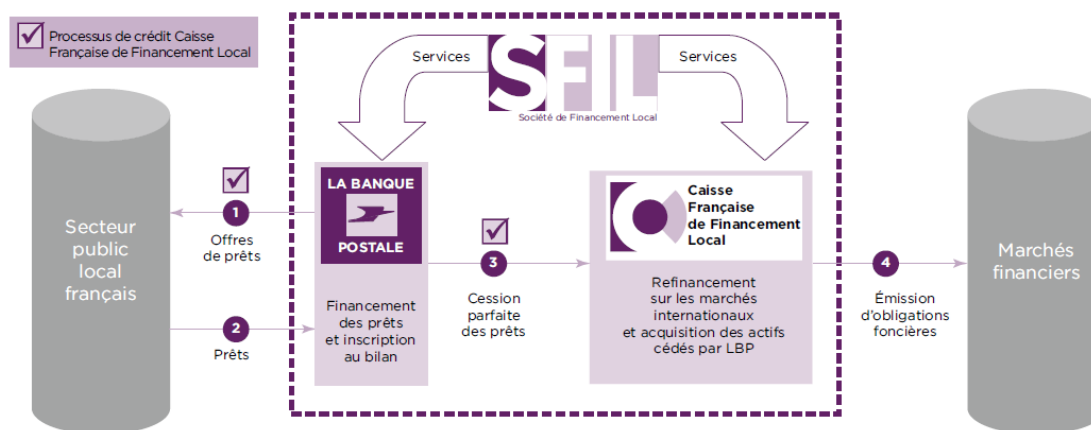 Processus de crédit Caisse
Française de Financement Local
Services
SFIL
Services
Société de Financement Local
Secteur
public
local
français
1
Offres
de prêts
2
Prêts
LA BANQUE
POSTALE
Financement
des prêts
et inscription
au bilan
3
Cession
parfaite
des prêts
Caisse
Française
de Financement
Local
Refinancement
sur les marchés
internationaux
et acquisition des actifs
cédés par LBP
4
Émission
d'obligations
foncières
Marchés
financiers